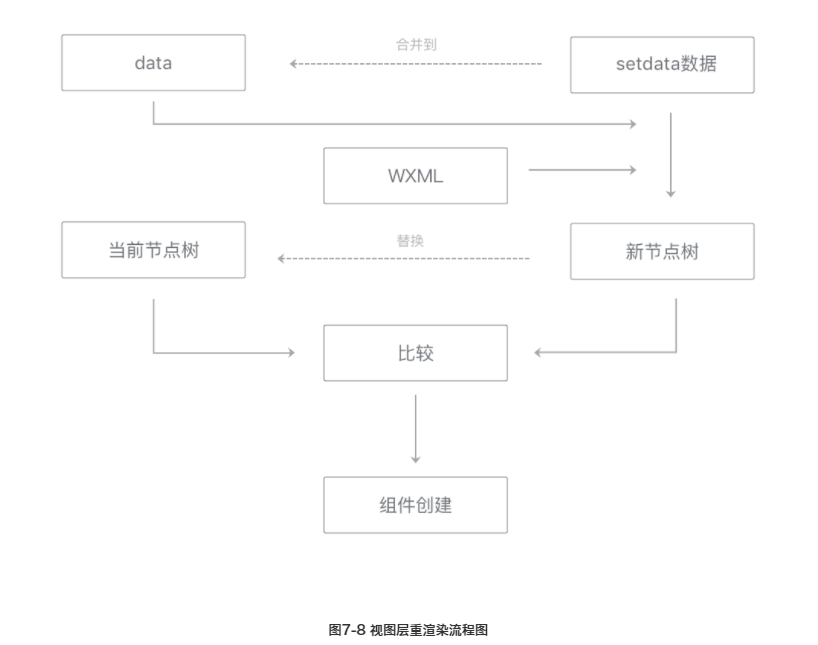 data
合并到
setdata数据
WXML
当前节点树
替换
新节点树
比较
组件创建
图7-8 视图层重渲染流程图